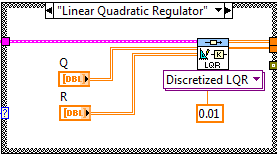 "Linear Quadratic Regulator"
Q
DBL
R
DBL
K
LQR
Discretized LQR
0.01
?